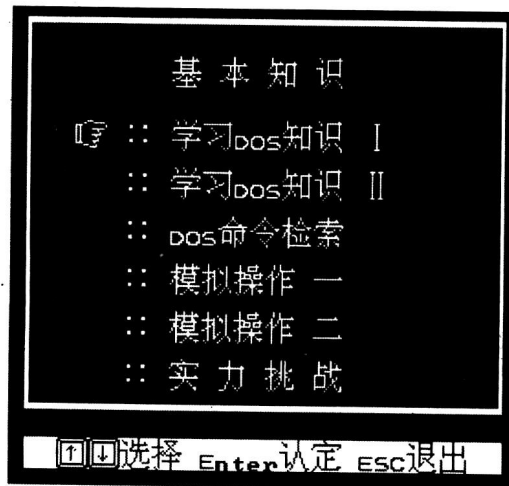 基本知识
☞ :: 学习DOS知识 Ⅰ
:: 学习DOS知识 Ⅱ
:: DOS命令检索
:: 模拟操作 一
:: 模拟操作 二
:: 实力挑战
↑↓选择 Enter认定 ESC退出